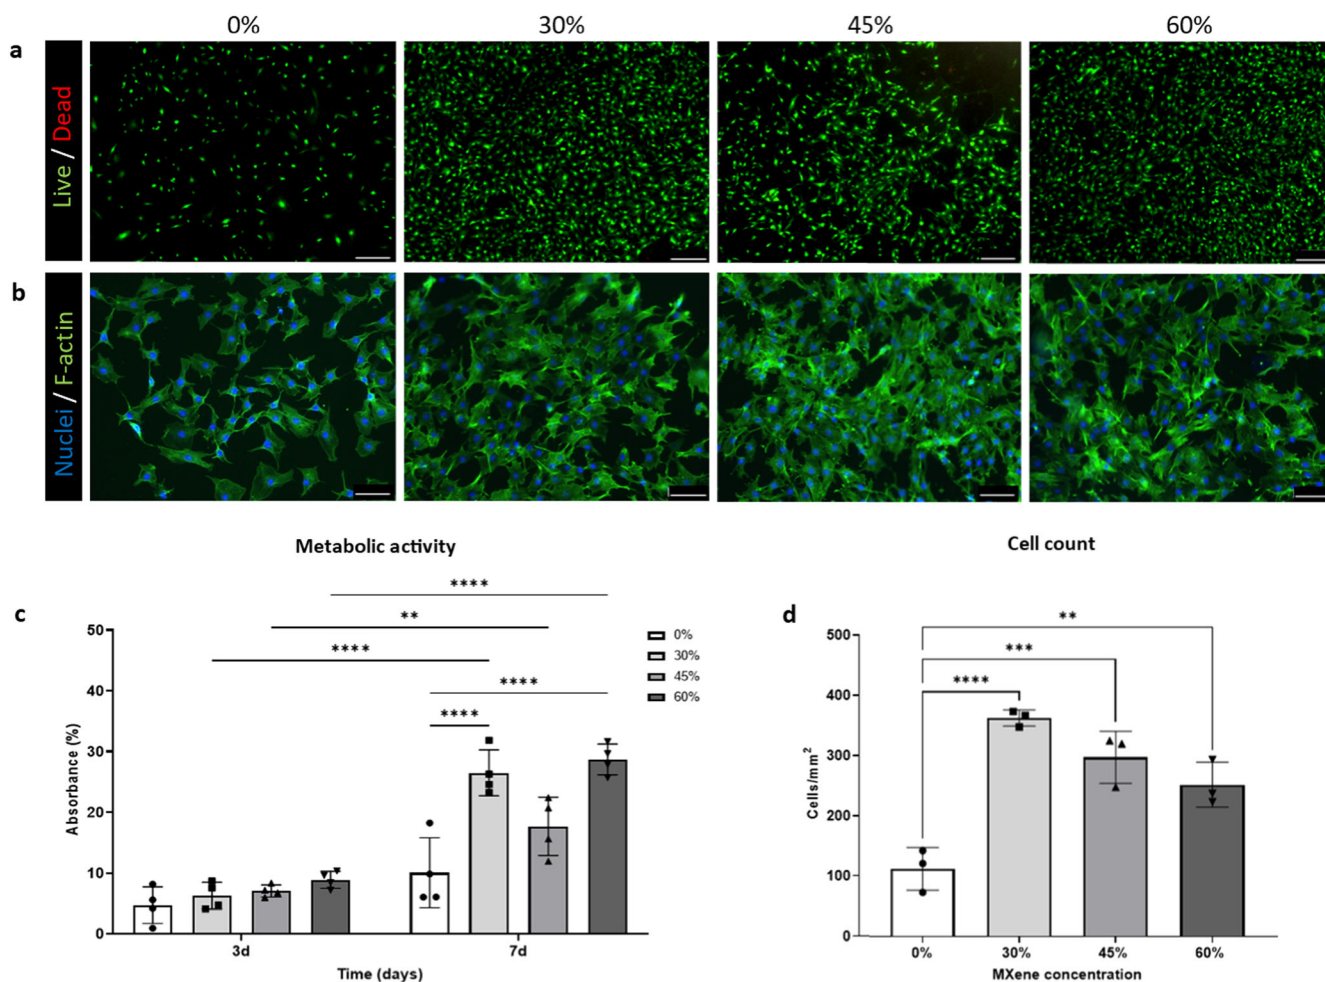 0% 30% 45% 60%
a
Live / Dead
b
Nuclei / F-actin
Metabolic activity
c
****
**
****
****
****
50
40
30
20
10
0
Absorbance (%)
3d 7d
Time (days)
0%
30%
45%
60%
Cell count
d
**
***
****
500
400
300
200
100
0
Cells/mm²
0% 30% 45% 60%
MXene concentration